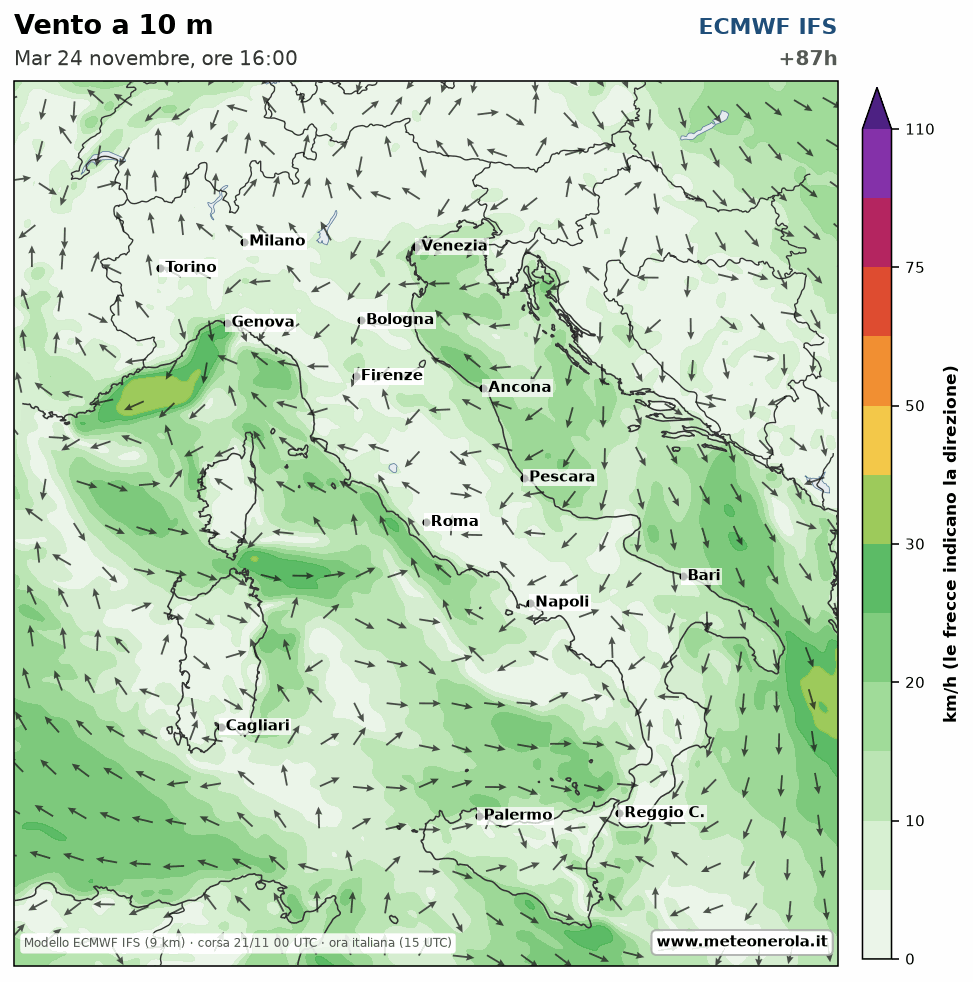 Vento a 10 m
ECMWF IFS
Mar 24 novembre, ore 16:00
+87h
Milano
Venezia
Torino
Genova
Bologna
Firenze
Ancona
Pescara
Roma
Bari
Napoli
Cagliari
Palermo
Reggio C.
Modello ECMWF IFS (9 km) · corsa 21/11 00 UTC · ora italiana (15 UTC)
www.meteonerola.it
110
75
50
30
20
10
0
km/h (le frecce indicano la direzione)